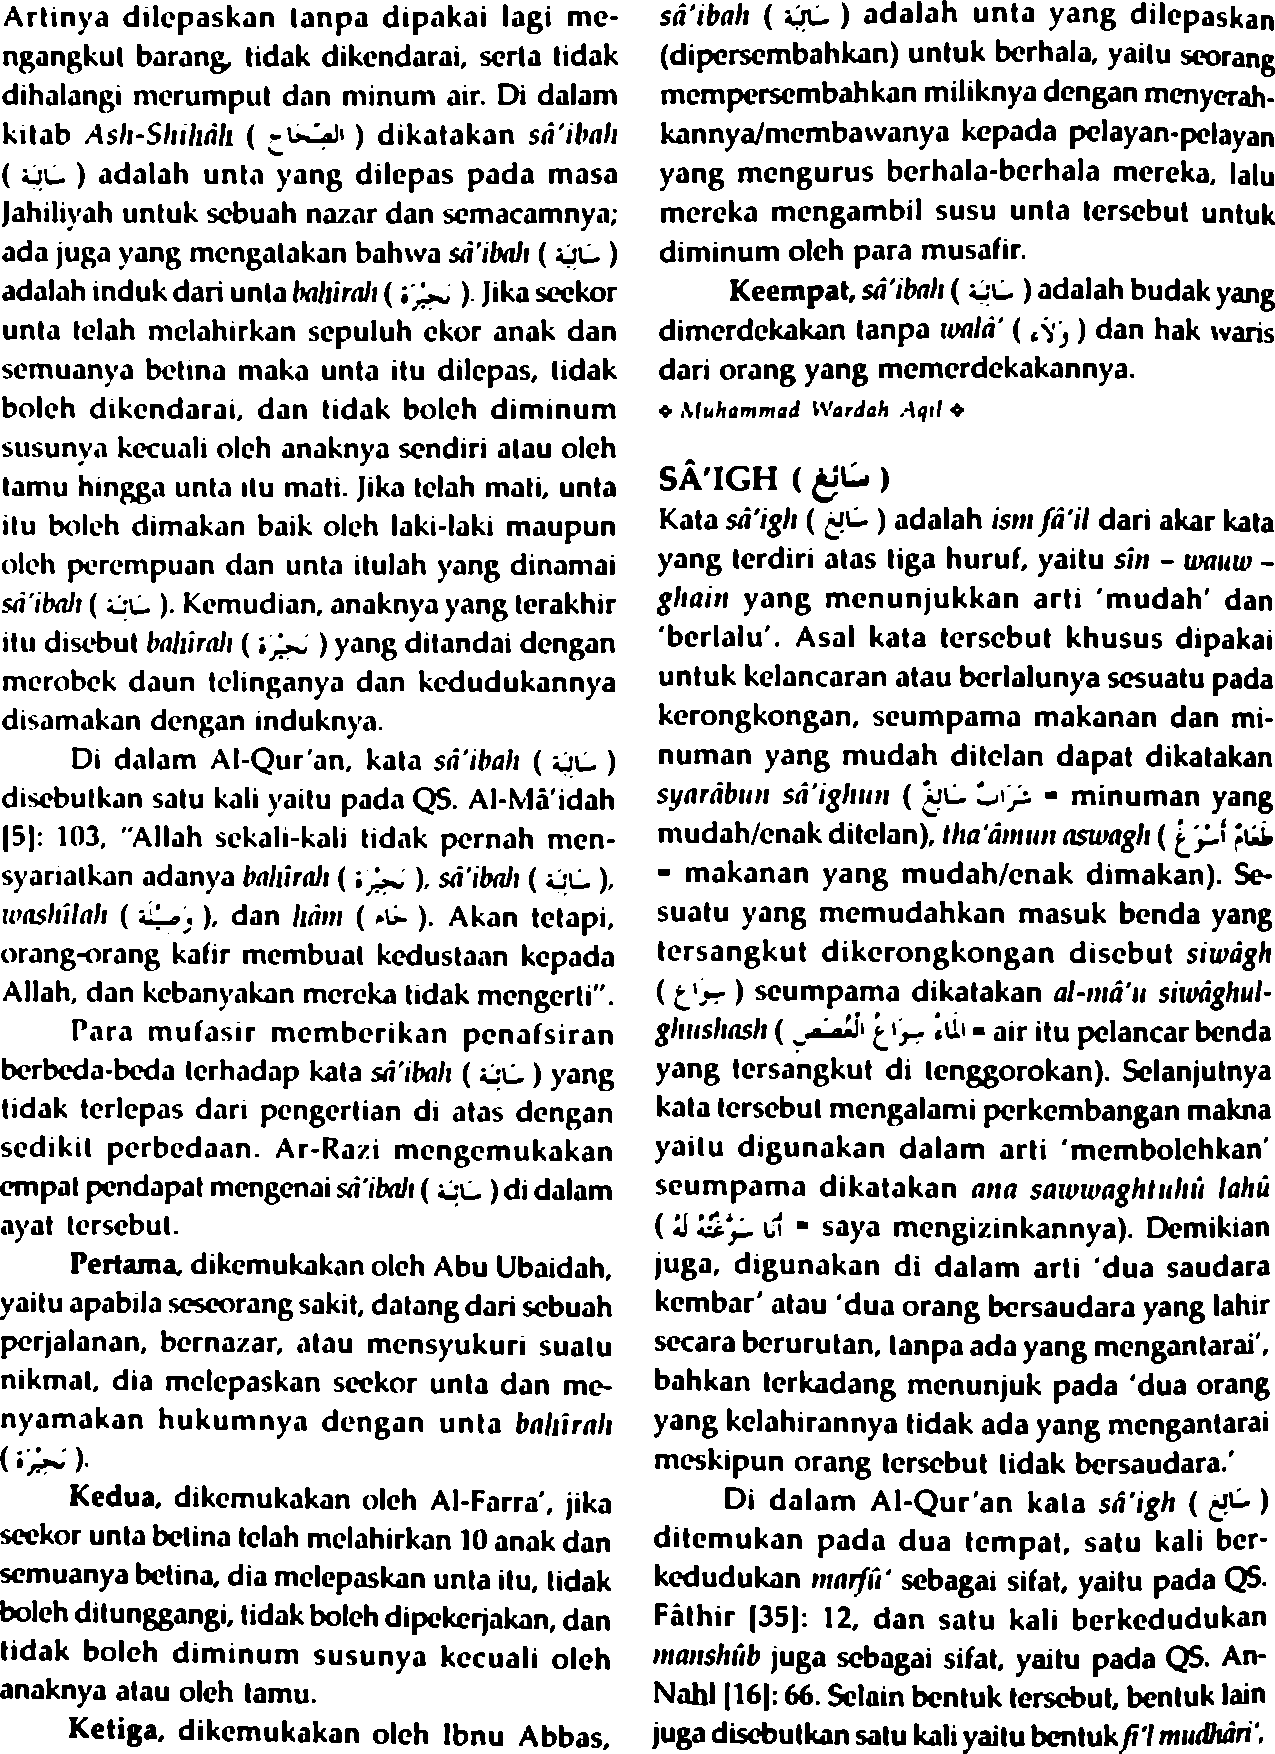 Artinya dilepaskan tanpa dipakai lagi me-
ngangkut barang, tidak dikendarai, serta tidak
dihalangi merumput dan minum air. Di dalam
kitab Ash-Shihâh ( الصِّحَاح ) dikatakan sâ'ibah
( سَائِبَة ) adalah unta yang dilepas pada masa
Jahiliyah untuk sebuah nazar dan semacamnya;
ada juga yang mengatakan bahwa sâ'ibah ( سَائِبَة )
adalah induk dari unta bahîrah ( بَحِيْرَة ). Jika seekor
unta telah melahirkan sepuluh ekor anak dan
semuanya betina maka unta itu dilepas, tidak
boleh dikendarai, dan tidak boleh diminum
susunya kecuali oleh anaknya sendiri atau oleh
tamu hingga unta itu mati. Jika telah mati, unta
itu boleh dimakan baik oleh laki-laki maupun
oleh perempuan dan unta itulah yang dinamai
sâ'ibah ( سَائِبَة ). Kemudian, anaknya yang terakhir
itu disebut bahîrah ( بَحِيْرَة ) yang ditandai dengan
merobek daun telinganya dan kedudukannya
disamakan dengan induknya.
Di dalam Al-Qur'an, kata sâ'ibah ( سَائِبَة )
disebutkan satu kali yaitu pada QS. Al-Mâ'idah
[5]: 103, "Allah sekali-kali tidak pernah men-
syariatkan adanya bahîrah ( بَحِيْرَة ), sâ'ibah ( سَائِبَة ),
washîlah ( وَصِيْلَة ), dan hâm ( حَام ). Akan tetapi,
orang-orang kafir membuat kedustaan kepada
Allah, dan kebanyakan mereka tidak mengerti".
Para mufasir memberikan penafsiran
berbeda-beda terhadap kata sâ'ibah ( سَائِبَة ) yang
tidak terlepas dari pengertian di atas dengan
sedikit perbedaan. Ar-Razi mengemukakan
empat pendapat mengenai sâ'ibah ( سَائِبَة ) di dalam
ayat tersebut.
Pertama, dikemukakan oleh Abu Ubaidah,
yaitu apabila seseorang sakit, datang dari sebuah
perjalanan, bernazar, atau mensyukuri suatu
nikmat, dia melepaskan seekor unta dan me-
nyamakan hukumnya dengan unta bahîrah
( بَحِيْرَة ).
Kedua, dikemukakan oleh Al-Farra', jika
seekor unta betina telah melahirkan 10 anak dan
semuanya betina, dia melepaskan unta itu, tidak
boleh ditunggangi, tidak boleh dipekerjakan, dan
tidak boleh diminum susunya kecuali oleh
anaknya atau oleh tamu.
Ketiga, dikemukakan oleh Ibnu Abbas,
sâ'ibah ( سَائِبَة ) adalah unta yang dilepaskan
(dipersembahkan) untuk berhala, yaitu seorang
mempersembahkan miliknya dengan menyerah-
kannya/membawanya kepada pelayan-pelayan
yang mengurus berhala-berhala mereka, lalu
mereka mengambil susu unta tersebut untuk
diminum oleh para musafir.
Keempat, sâ'ibah ( سَائِبَة ) adalah budak yang
dimerdekakan tanpa walâ' ( وَلَاء ) dan hak waris
dari orang yang memerdekakannya.
❖ Muhammad Wardah Aqil ❖
SÂ'IGH ( سَائِغ )
Kata sâ'igh ( سَائِغ ) adalah ism fâ'il dari akar kata
yang terdiri atas tiga huruf, yaitu sîn – wauw –
ghain yang menunjukkan arti 'mudah' dan
'berlalu'. Asal kata tersebut khusus dipakai
untuk kelancaran atau berlalunya sesuatu pada
kerongkongan, seumpama makanan dan mi-
numan yang mudah ditelan dapat dikatakan
syarâbun sâ'ighun ( شَرَابٌ سَائِغٌ = minuman yang
mudah/enak ditelan), tha'âmun aswagh ( طَعَامٌ أَسْوَغُ
= makanan yang mudah/enak dimakan). Se-
suatu yang memudahkan masuk benda yang
tersangkut dikerongkongan disebut siwâgh
( سِوَاغ ) seumpama dikatakan al-mâ'u siwâghul-
ghushash ( الْمَاءُ سِوَاغُ الْغُصَصِ = air itu pelancar benda
yang tersangkut di tenggorokan). Selanjutnya
kata tersebut mengalami perkembangan makna
yaitu digunakan dalam arti 'membolehkan'
seumpama dikatakan ana sawwaghtuhû lahû
( أَنَا سَوَّغْتُهُ لَهُ = saya mengizinkannya). Demikian
juga, digunakan di dalam arti 'dua saudara
kembar' atau 'dua orang bersaudara yang lahir
secara berurutan, tanpa ada yang mengantarai',
bahkan terkadang menunjuk pada 'dua orang
yang kelahirannya tidak ada yang mengantarai
meskipun orang tersebut tidak bersaudara.'
Di dalam Al-Qur'an kata sâ'igh ( سَائِغ )
ditemukan pada dua tempat, satu kali ber-
kedudukan marfû' sebagai sifat, yaitu pada QS.
Fâthir [35]: 12, dan satu kali berkedudukan
manshûb juga sebagai sifat, yaitu pada QS. An-
Nahl [16]: 66. Selain bentuk tersebut, bentuk lain
juga disebutkan satu kali yaitu bentuk fi'l mudhâri',